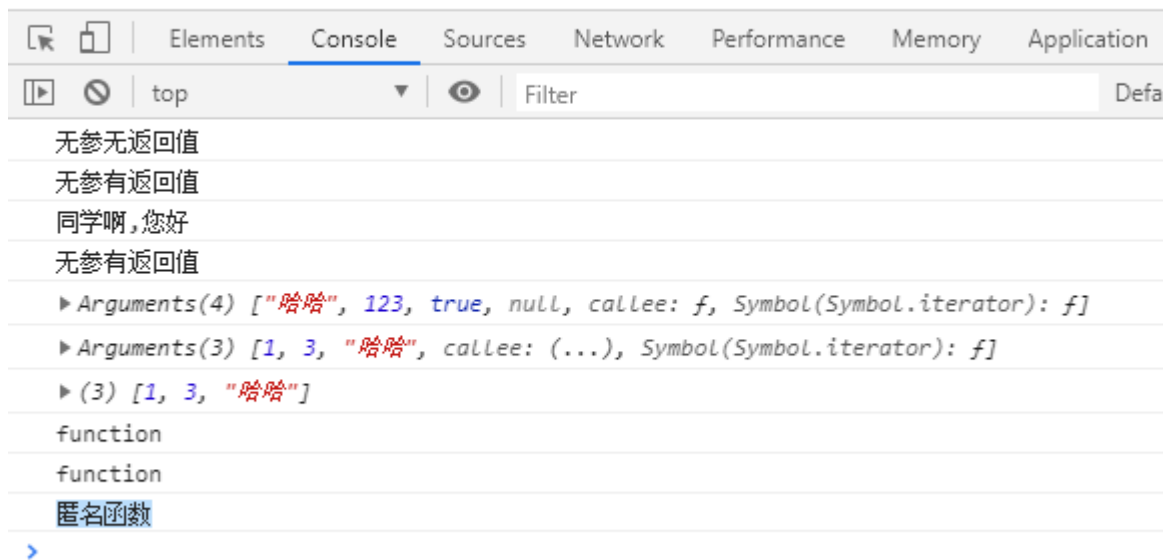 Elements Console Sources Network Performance Memory Application
top Filter Defa
无参无返回值
无参有返回值
同学啊,您好
无参有返回值
Arguments(4) ["哈哈", 123, true, null, callee: ƒ, Symbol(Symbol.iterator): ƒ]
Arguments(3) [1, 3, "哈哈", callee: (...), Symbol(Symbol.iterator): ƒ]
(3) [1, 3, "哈哈"]
function
function
匿名函数